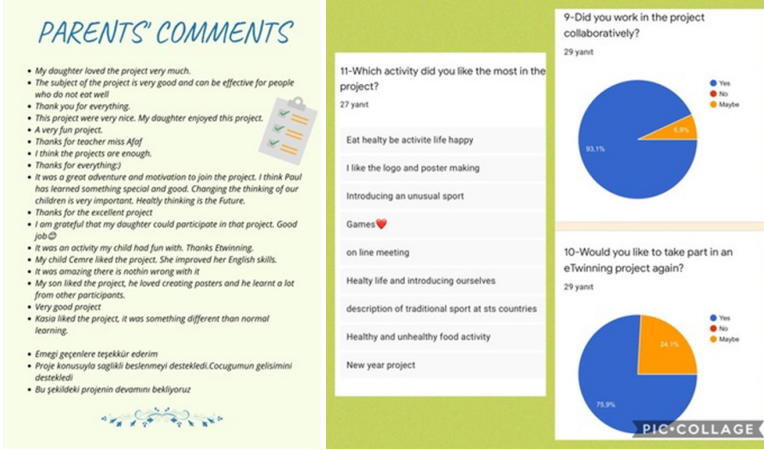 PARENTS' COMMENTS
• My daughter loved the project very much.
• The subject of the project is very good and can be effective for people
who do not eat well
• Thank you for everything.
• This project were very nice. My daughter enjoyed this project.
• A very fun project.
• Thanks for teacher miss Afaf
• I think the projects are enough.
• Thanks for everything:)
• It was a great adventure and motivation to join the project. I think Paul
has learned something special and good. Changing the thinking of our
children is very important. Healtly thinking is the Future.
• Thanks for the excellent project
• I am grateful that my daughter could participate in that project. Good
job😊
• It was an activity my child had fun with. Thanks Etwinning.
• My child Cemre liked the project. She improved her English skills.
• It was amazing there is nothin wrong with it
• My son liked the project, he loved creating posters and he learnt a lot
from other participants.
• Very good project
• Kasia liked the project, it was something different than normal
learning.
• Emegi geçenlere teşekkür ederim
• Proje konusuyla saglikli beslenmeyi destekledi.Cocugumun gelisimini
destekledi
• Bu şekildeki projenin devamını bekliyoruz
11-Which activity did you like the most in the
project?
27 yanıt
Eat healty be activite life happy
I like the logo and poster making
Introducing an unusual sport
Games❤️
on line meeting
Healty life and introducing ourselves
description of traditional sport at sts countries
Healthy and unhealthy food activity
New year project
9-Did you work in the project
collaboratively?
29 yanıt
Yes
No
Maybe
6,9%
93,1%
10-Would you like to take part in an
eTwinning project again?
29 yanıt
Yes
No
Maybe
24,1%
75,9%
PIC•COLLAGE